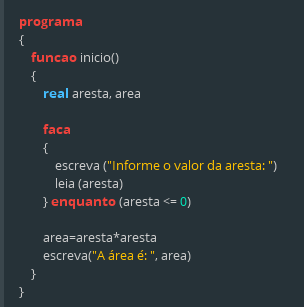 programa
{
funcao inicio()
{
real aresta, area
faca
{
escreva ("Informe o valor da aresta: ")
leia (aresta)
} enquanto (aresta <= 0)
area=aresta*aresta
escreva("A área é: ", area)
}
}